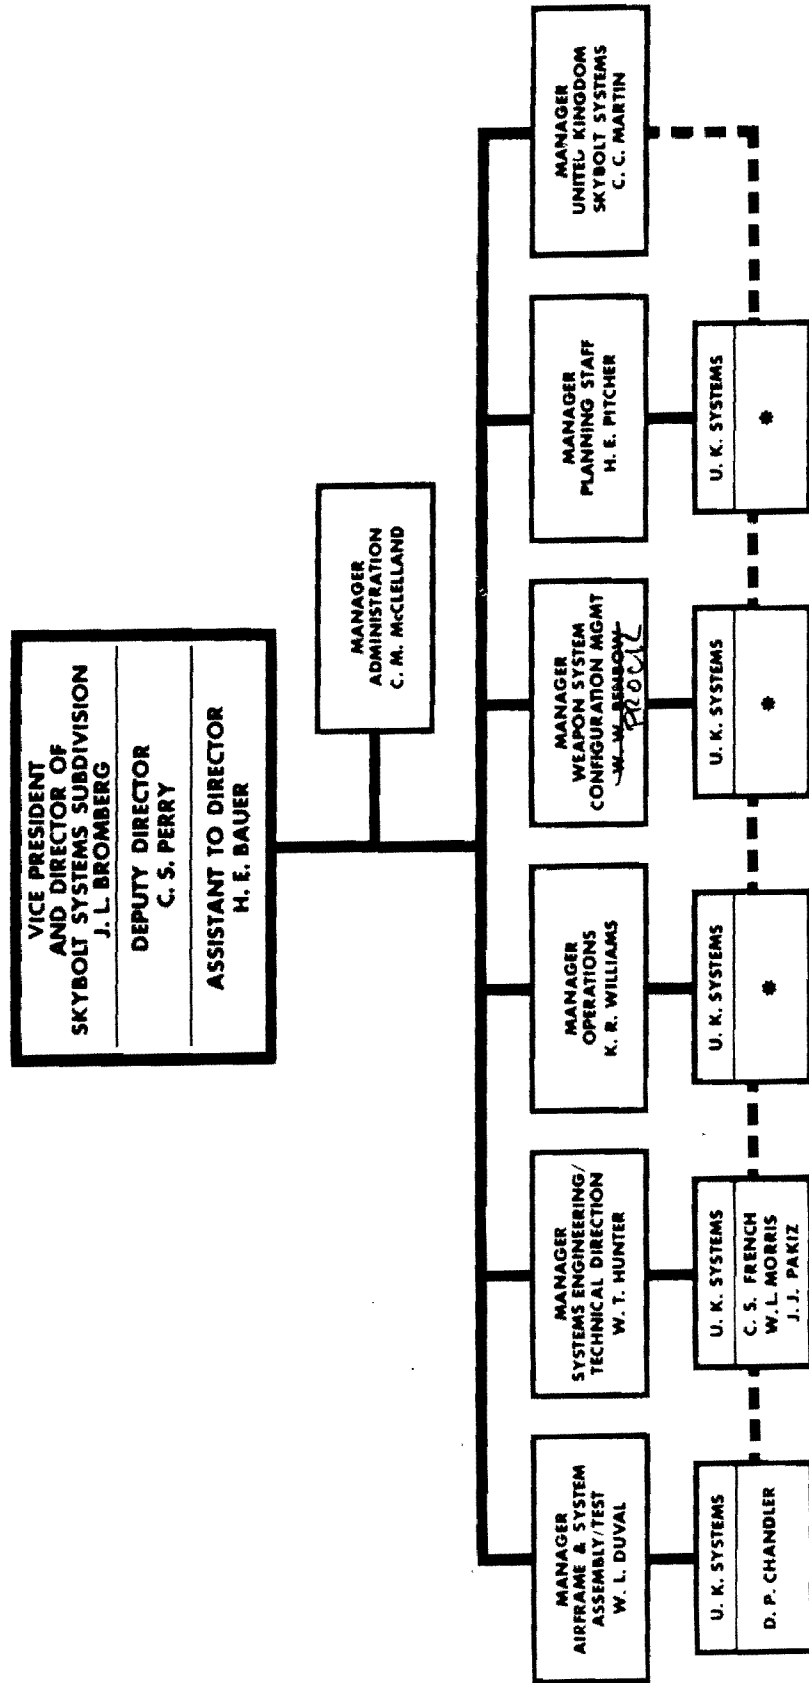 VICE PRESIDENT
AND DIRECTOR OF
SKYBOLT SYSTEMS SUBDIVISION
J. L. BROMBERG
DEPUTY DIRECTOR
C. S. PERRY
ASSISTANT TO DIRECTOR
H. E. BAUER
MANAGER
ADMINISTRATION
C. M. McCLELLAND
MANAGER
AIRFRAME & SYSTEM
ASSEMBLY/TEST
W. L. DUVAL
MANAGER
SYSTEMS ENGINEERING/
TECHNICAL DIRECTION
W. T. HUNTER
MANAGER
OPERATIONS
K. R. WILLIAMS
MANAGER
WEAPON SYSTEM
CONFIGURATION MGMT
W. W. BENBOW
MANAGER
PLANNING STAFF
H. E. PITCHER
MANAGER
UNITED KINGDOM
SKYBOLT SYSTEMS
C. C. MARTIN
U. K. SYSTEMS
D. P. CHANDLER
U. K. SYSTEMS
C. S. FRENCH
W. L. MORRIS
J. J. PAKIZ
U. K. SYSTEMS
*
U. K. SYSTEMS
*
U. K. SYSTEMS
*